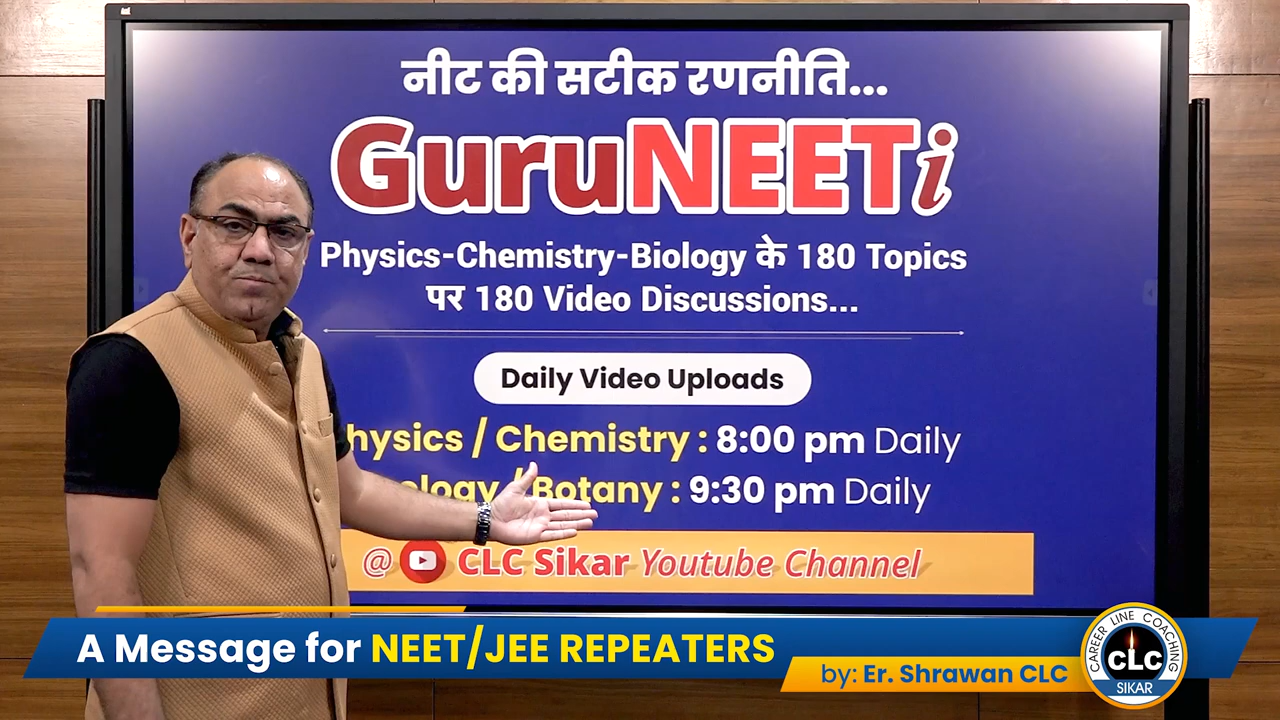 नीट की सटीक रणनीति...
GuruNEETi
Physics-Chemistry-Biology के 180 Topics
पर 180 Video Discussions...
Daily Video Uploads
hysics / Chemistry : 8:00 pm Daily
ology / Botany : 9:30 pm Daily
@ CLC Sikar Youtube Channel
A Message for NEET/JEE REPEATERS
by: Er. Shrawan CLC
CAREER LINE COACHING
CLC
SIKAR